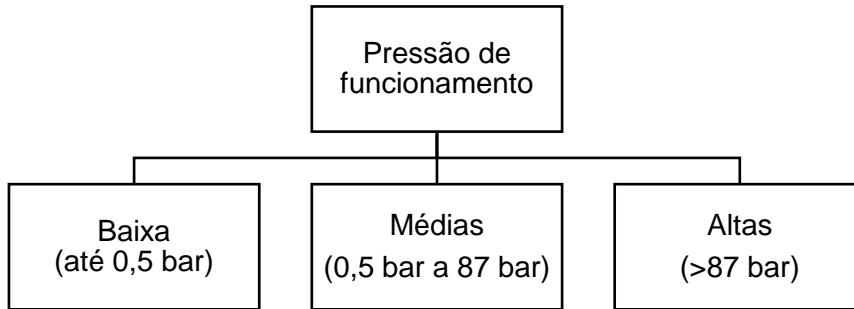 Pressão de
funcionamento
Baixa
(até 0,5 bar)
Médias
(0,5 bar a 87 bar)
Altas
(>87 bar)